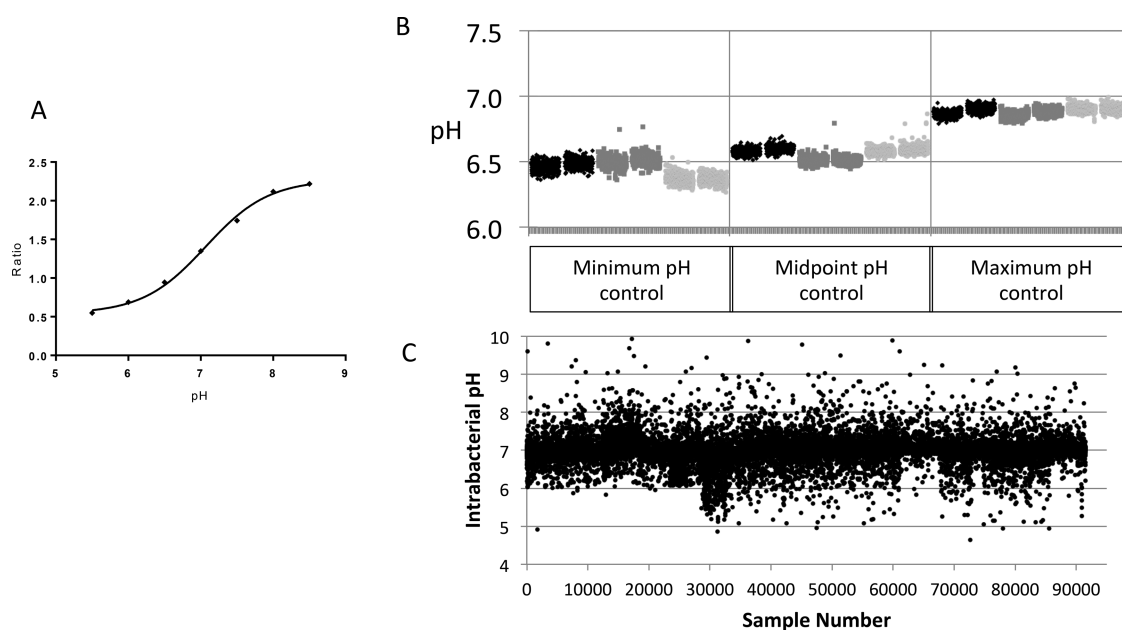 A
2.5
2.0
1.5
1.0
0.5
0.0
Ratio
5 6 7 8 9
pH
B
7.5
7.0
6.5
6.0
pH
Minimum pH
control
Midpoint pH
control
Maximum pH
control
C
10
9
8
7
6
5
4
Intrabacterial pH
0 10000 20000 30000 40000 50000 60000 70000 80000 90000
Sample Number